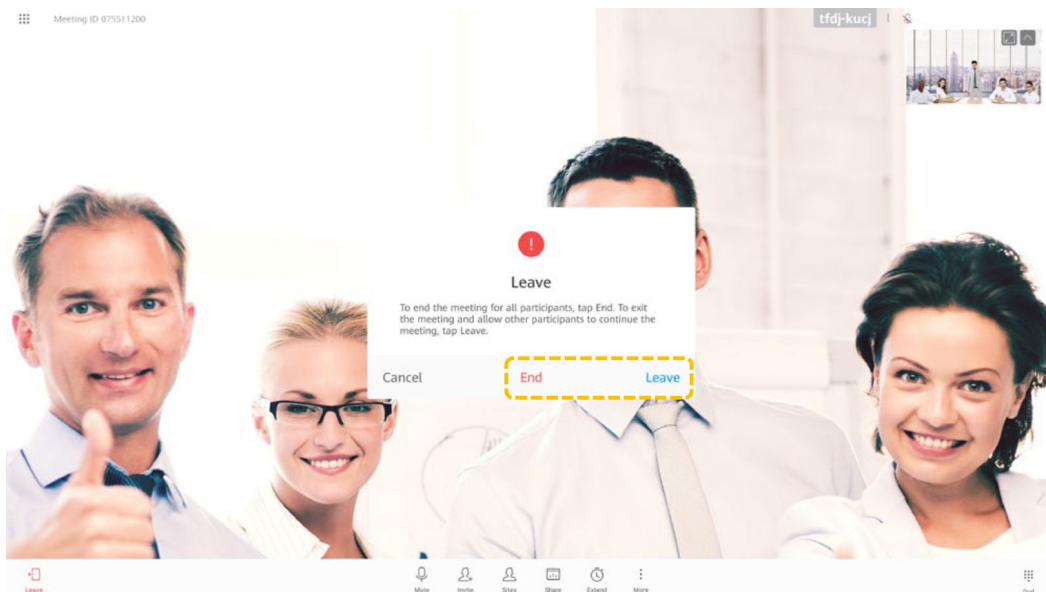 Meeting ID 075511200
tfdj-kucj
Leave
To end the meeting for all participants, tap End. To exit
the meeting and allow other participants to continue the
meeting, tap Leave.
Cancel End Leave
Leave Mute Invite Sites Share Extend More